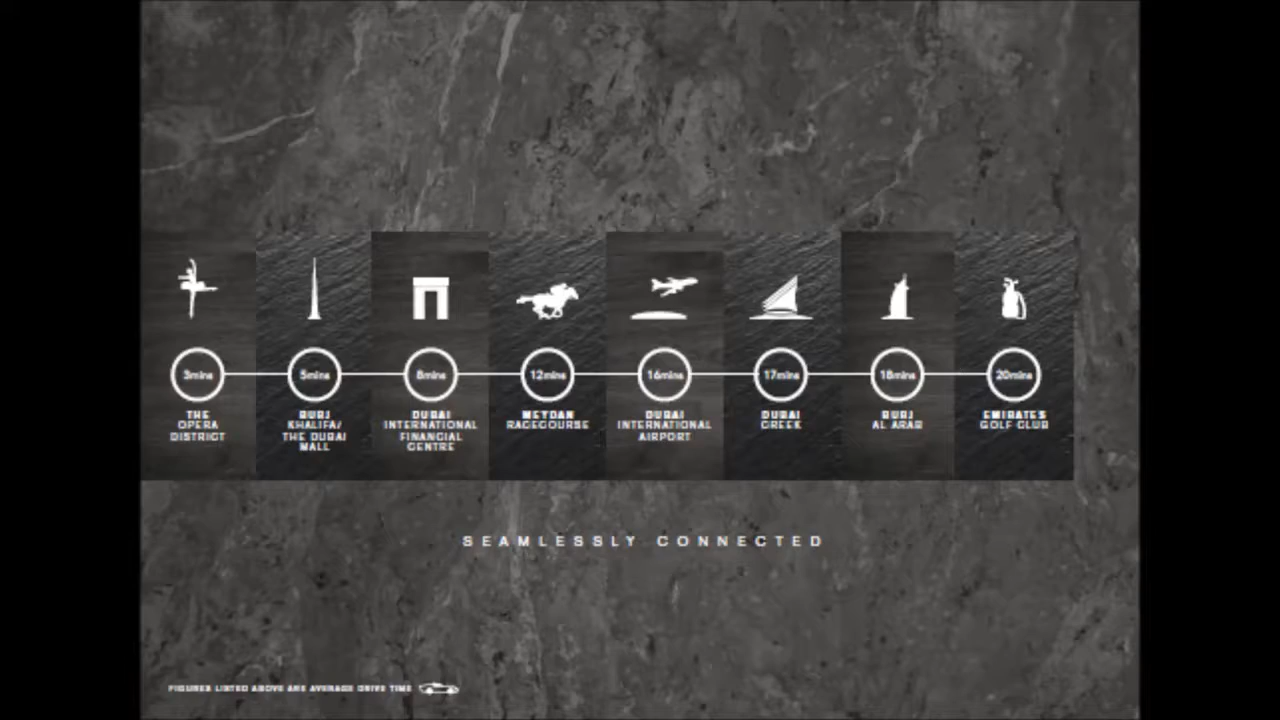 3mins
5mins
8mins
12mins
16mins
17mins
18mins
20mins
THE
OPERA
DISTRICT
BURJ
KHALIFA/
THE DUBAI
MALL
DUBAI
INTERNATIONAL
FINANCIAL
CENTRE
MEYDAN
RACECOURSE
DUBAI
INTERNATIONAL
AIRPORT
DUBAI
CREEK
BURJ
AL ARAB
EMIRATES
GOLF CLUB
SEAMLESSLY CONNECTED
FIGURES LISTED ABOVE ARE AVERAGE DRIVE TIME